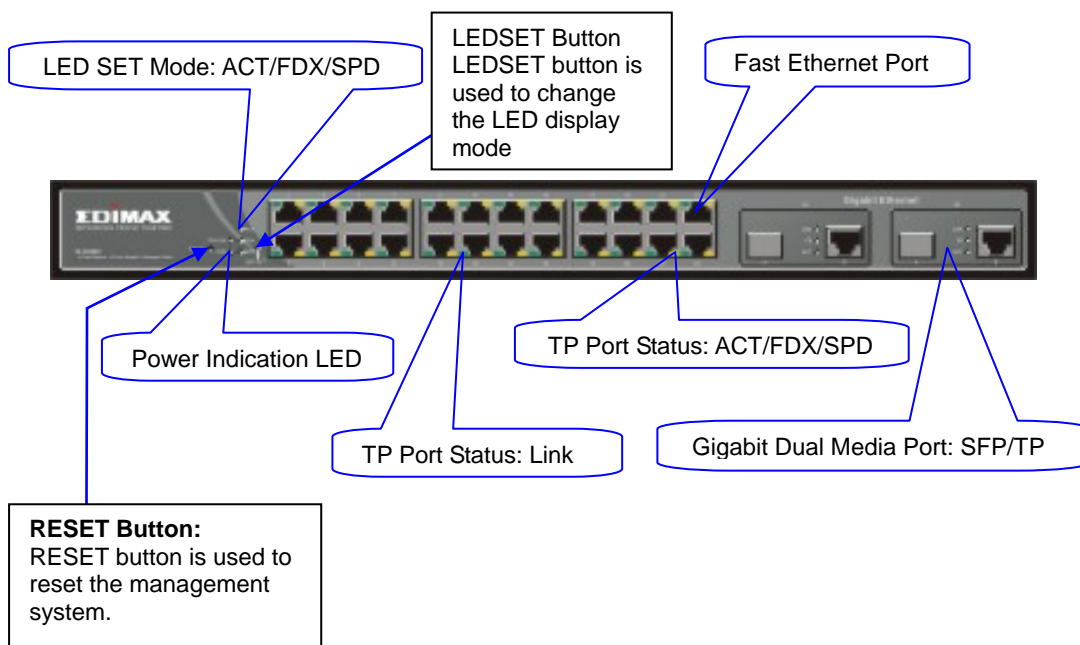 LED SET Mode: ACT/FDX/SPD
LEDSET Button
LEDSET button is
used to change
the LED display
mode
Fast Ethernet Port
EDIMAX
Gigabit Ethernet
Power Indication LED
TP Port Status: ACT/FDX/SPD
TP Port Status: Link
Gigabit Dual Media Port: SFP/TP
RESET Button:
RESET button is used to
reset the management
system.